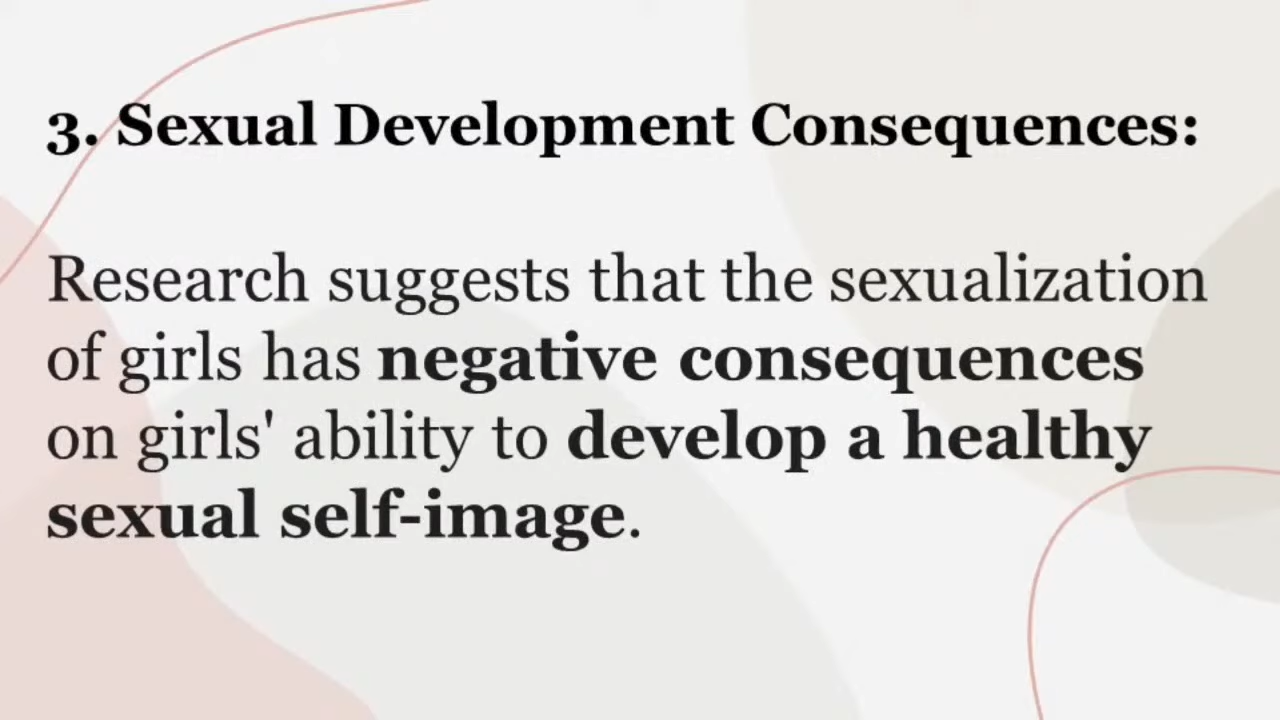 3. Sexual Development Consequences:
Research suggests that the sexualization
of girls has negative consequences
on girls' ability to develop a healthy
sexual self-image.